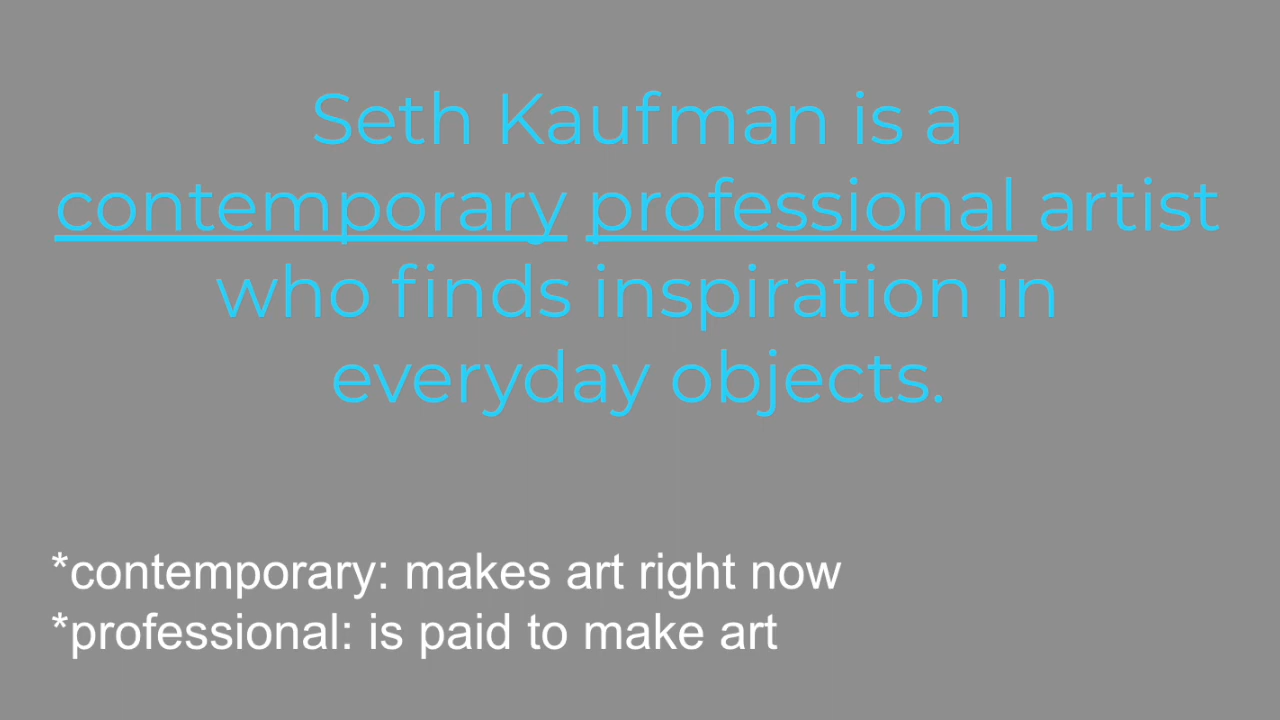 Seth Kaufman is a
contemporary professional artist
who finds inspiration in
everyday objects.
*contemporary: makes art right now
*professional: is paid to make art